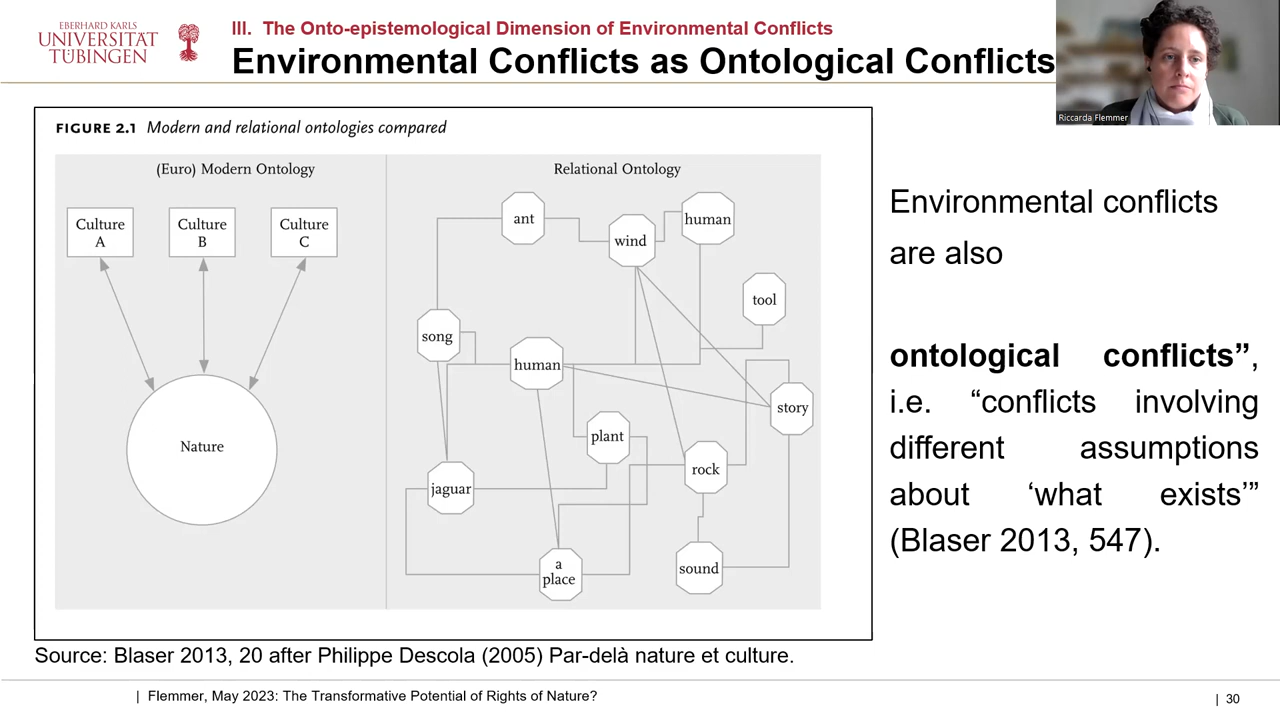 EBERHARD KARLS
UNIVERSITÄT
TÜBINGEN
III. The Onto-epistemological Dimension of Environmental Conflicts
Environmental Conflicts as Ontological Conflicts
Riccarda Flemmer
FIGURE 2.1 Modern and relational ontologies compared
(Euro) Modern Ontology
Culture
A
Culture
B
Culture
C
Nature
Relational Ontology
ant
wind
human
tool
song
human
story
plant
rock
jaguar
a
place
sound
Environmental conflicts
are also
ontological conflicts”,
i.e. “conflicts involving
different assumptions
about ‘what exists’”
(Blaser 2013, 547).
Source: Blaser 2013, 20 after Philippe Descola (2005) Par-delà nature et culture.
| Flemmer, May 2023: The Transformative Potential of Rights of Nature?
| 30